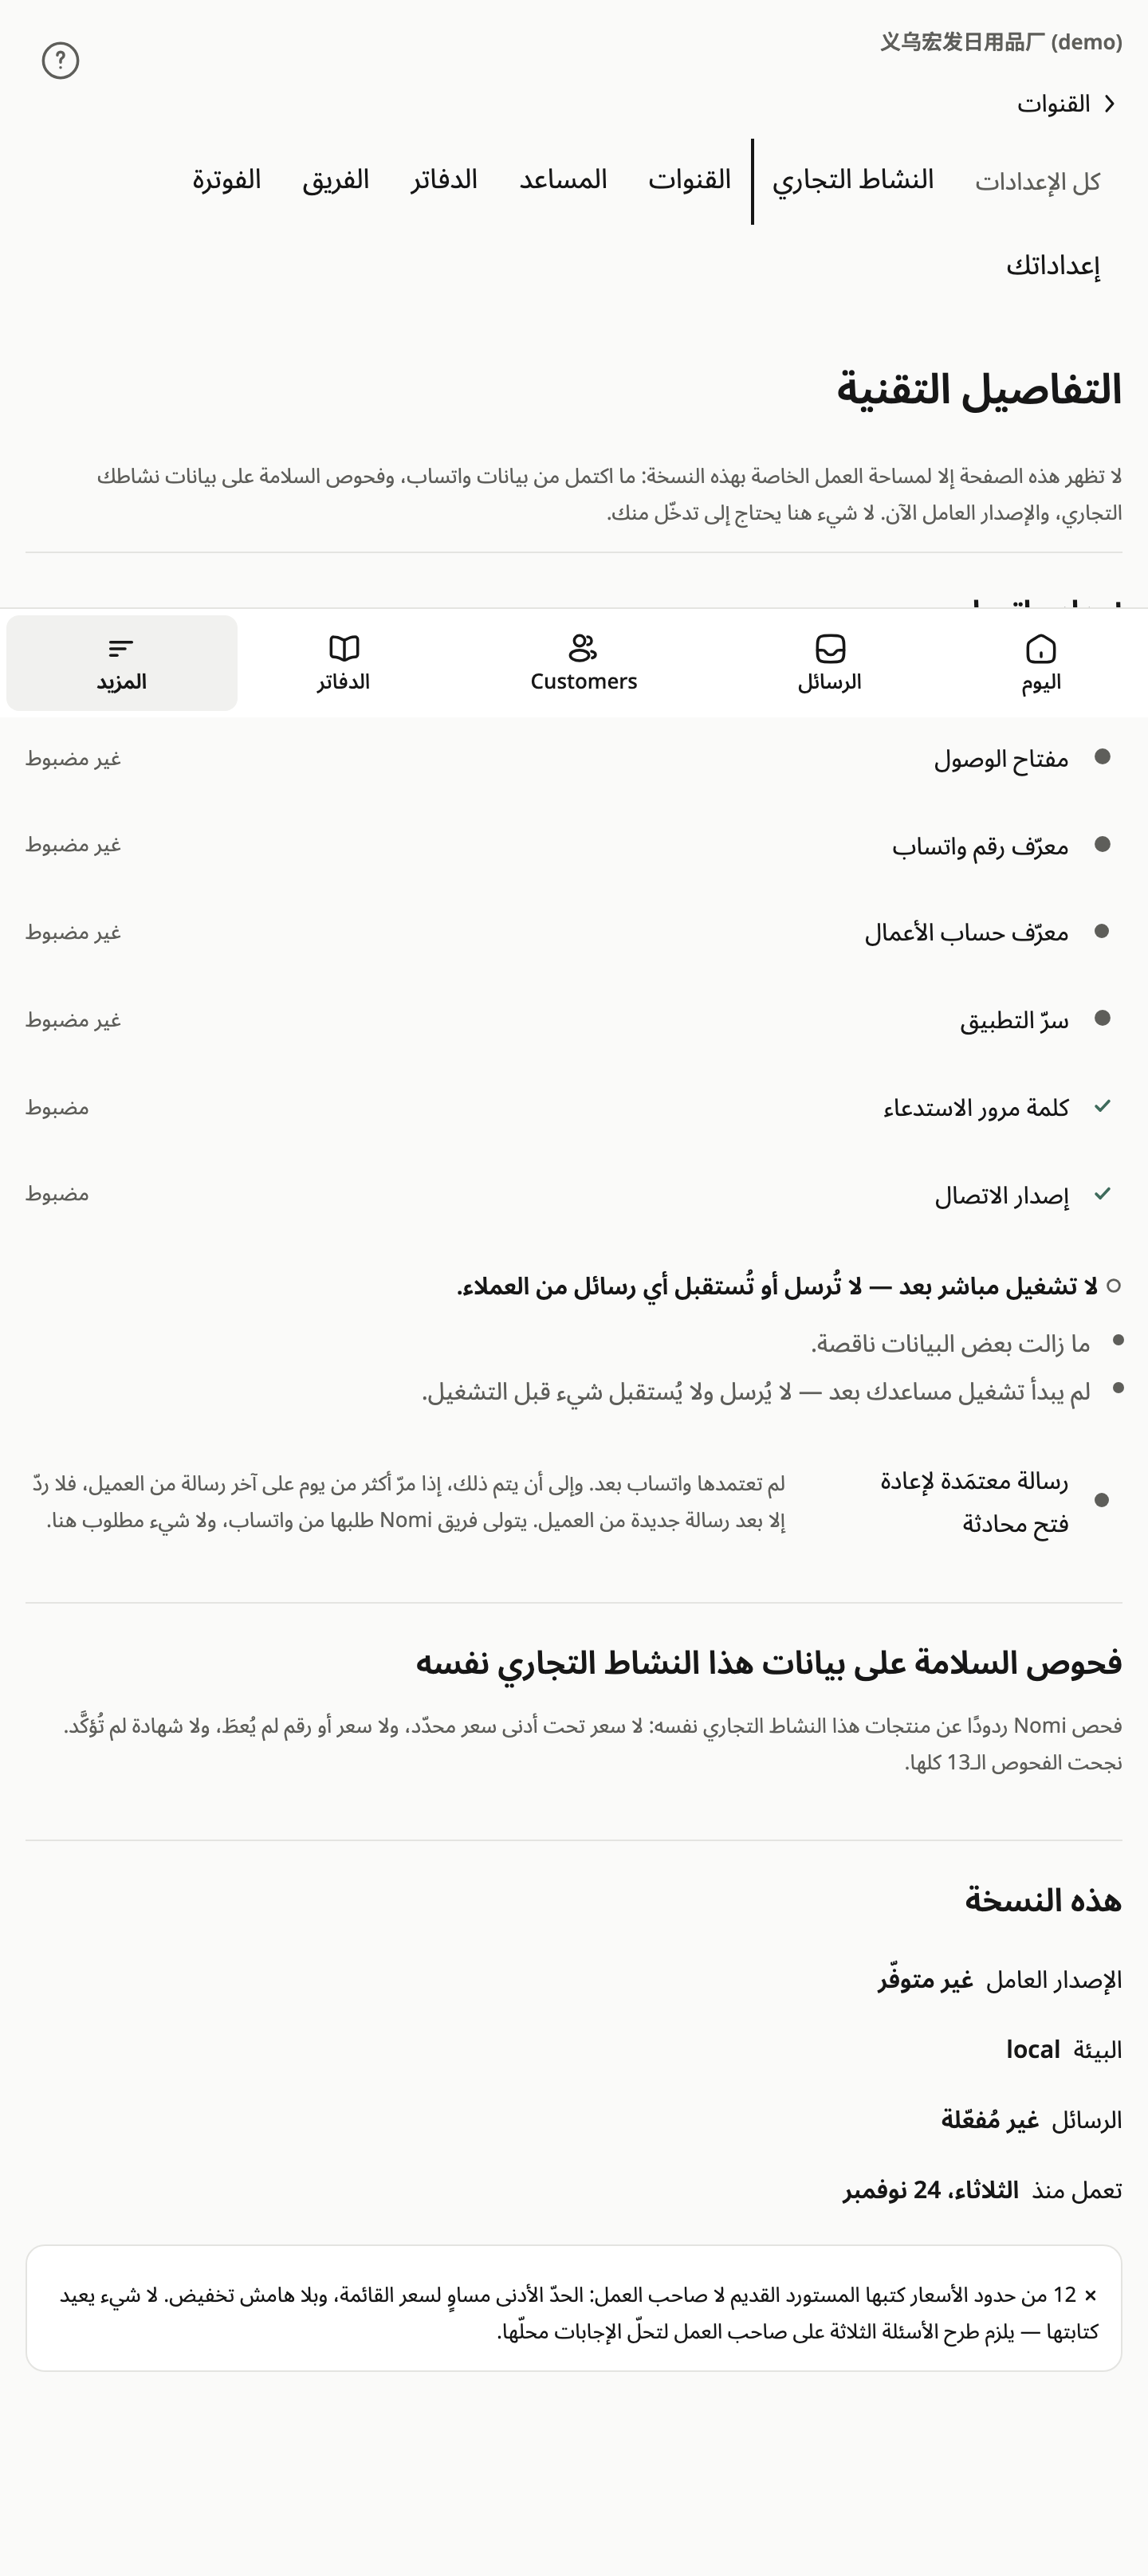 义乌宏发日用品厂 (demo)
القنوات
كل الإعدادات
النشاط التجاري
القنوات
المساعد
الدفاتر
الفريق
الفوترة
إعداداتك
التفاصيل التقنية
لا تظهر هذه الصفحة إلا لمساحة العمل الخاصة بهذه النسخة: ما اكتمل من بيانات واتساب، وفحوص السلامة على بيانات نشاطك
التجاري، والإصدار العامل الآن. لا شيء هنا يحتاج إلى تدخّل منك.
اليوم
الرسائل
Customers
الدفاتر
المزيد
مفتاح الوصول
غير مضبوط
معرّف رقم واتساب
غير مضبوط
معرّف حساب الأعمال
غير مضبوط
سرّ التطبيق
غير مضبوط
كلمة مرور الاستدعاء
مضبوط
إصدار الاتصال
مضبوط
لا تشغيل مباشر بعد — لا تُرسل أو تُستقبل أي رسائل من العملاء.
ما زالت بعض البيانات ناقصة.
لم يبدأ تشغيل مساعدك بعد — لا يُرسل ولا يُستقبل شيء قبل التشغيل.
رسالة معتمَدة لإعادة
فتح محادثة
لم تعتمدها واتساب بعد. وإلى أن يتم ذلك، إذا مرّ أكثر من يوم على آخر رسالة من العميل، فلا ردّ
إلا بعد رسالة جديدة من العميل. يتولى فريق Nomi طلبها من واتساب، ولا شيء مطلوب هنا.
فحوص السلامة على بيانات هذا النشاط التجاري نفسه
فحص Nomi ردودًا عن منتجات هذا النشاط التجاري نفسه: لا سعر تحت أدنى سعر محدّد، ولا سعر أو رقم لم يُعطَ، ولا شهادة لم تُؤكَّد.
نجحت الفحوص الـ13 كلها.
هذه النسخة
الإصدار العامل غير متوفّر
البيئة local
الرسائل غير مُفعّلة
تعمل منذ الثلاثاء، 24 نوفمبر
× 12 من حدود الأسعار كتبها المستورد القديم لا صاحب العمل: الحدّ الأدنى مساوٍ لسعر القائمة، وبلا هامش تخفيض. لا شيء يعيد
كتابتها — يلزم طرح الأسئلة الثلاثة على صاحب العمل لتحلّ الإجابات محلّها.